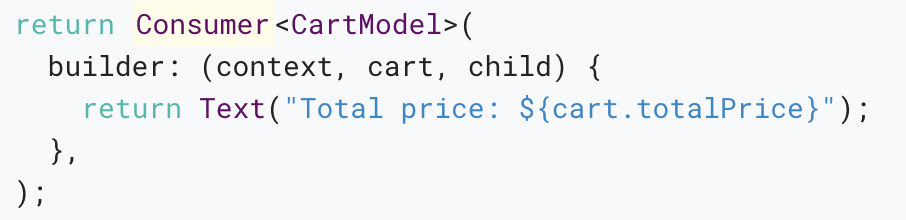 return Consumer<CartModel>(
  builder: (context, cart, child) {
    return Text("Total price: ${cart.totalPrice}");
  },
);